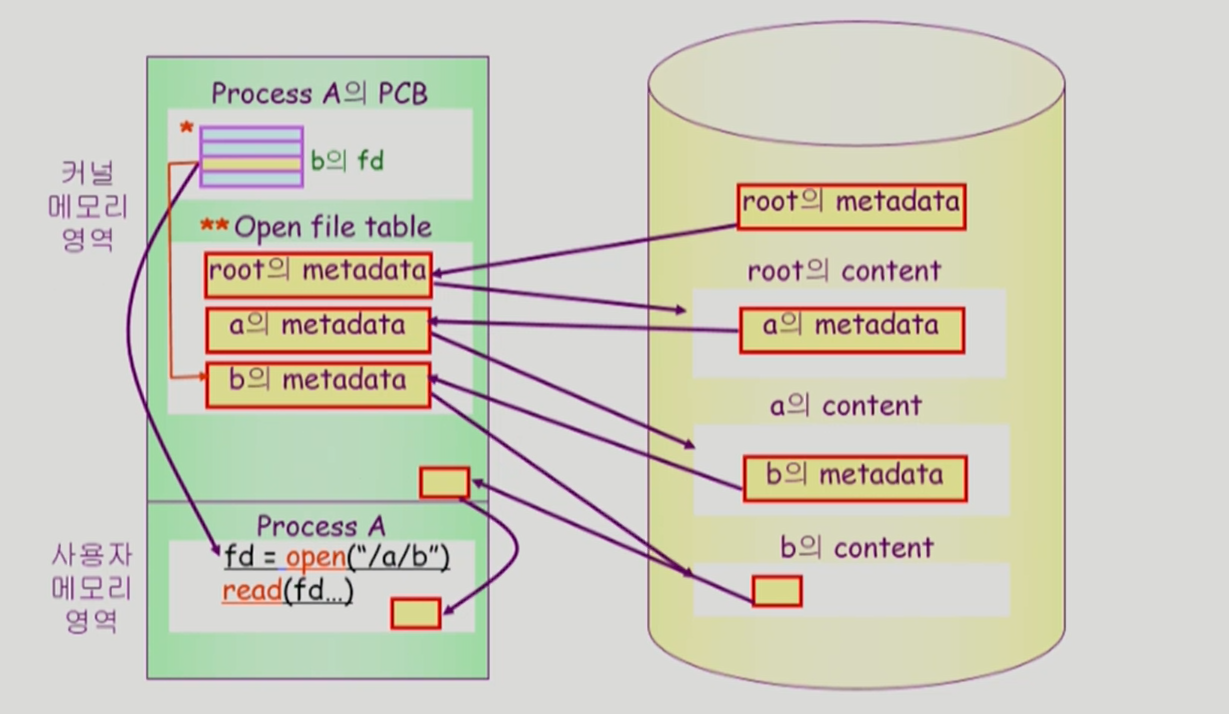 Process A의 PCB
*
b의 fd
커널
메모리
영역
** Open file table
root의 metadata
a의 metadata
b의 metadata
Process A
fd = open("/a/b")
read(fd...)
사용자
메모리
영역
root의 metadata
root의 content
a의 metadata
a의 content
b의 metadata
b의 content